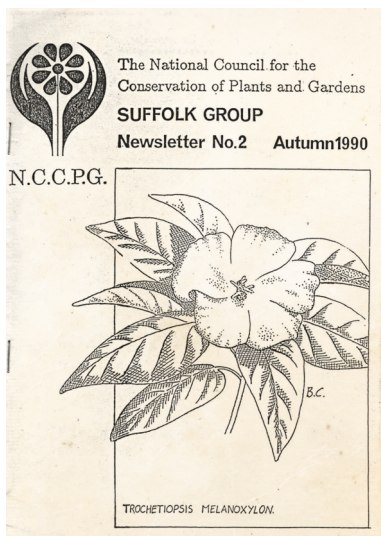 The National Council for the
Conservation of Plants and Gardens
SUFFOLK GROUP
Newsletter No.2 Autumn1990
N.C.C.P.G.
B.C.
TROCHETIOPSIS MELANOXYLON.